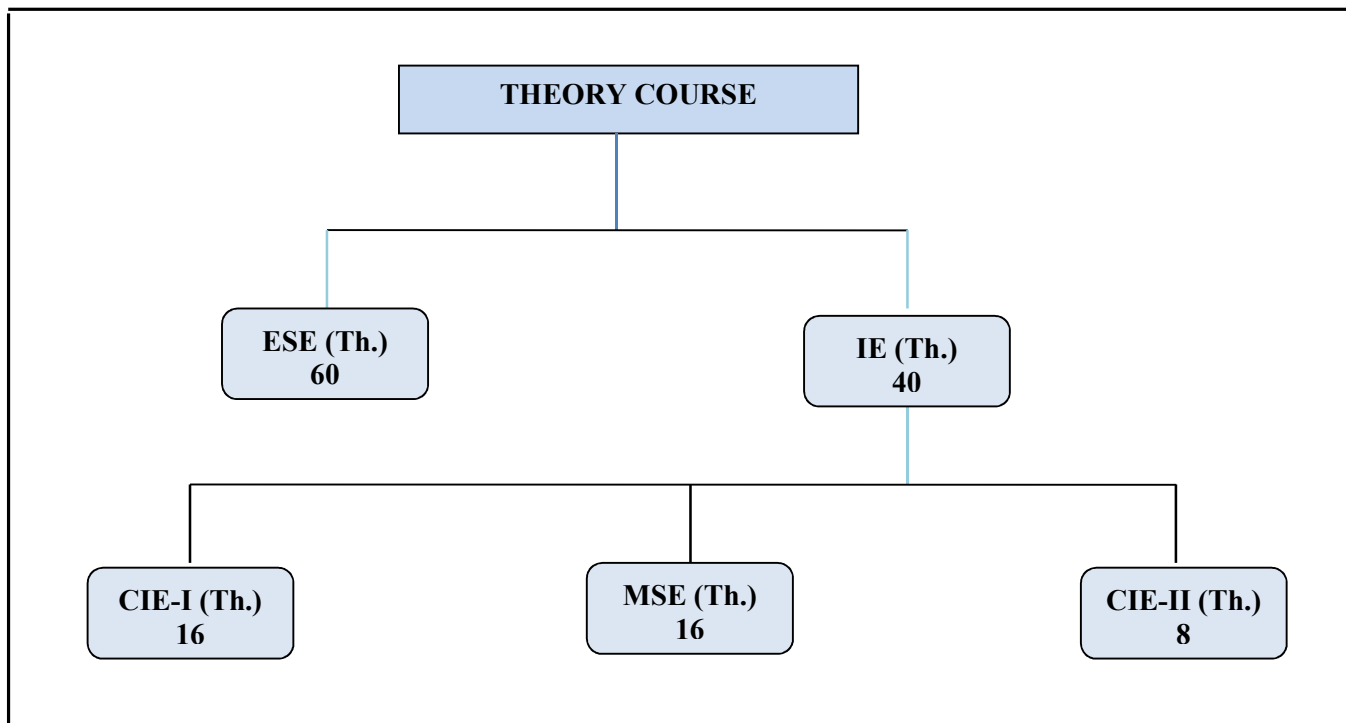 THEORY COURSE
ESE (Th.)
60
IE (Th.)
40
CIE-I (Th.)
16
MSE (Th.)
16
CIE-II (Th.)
8